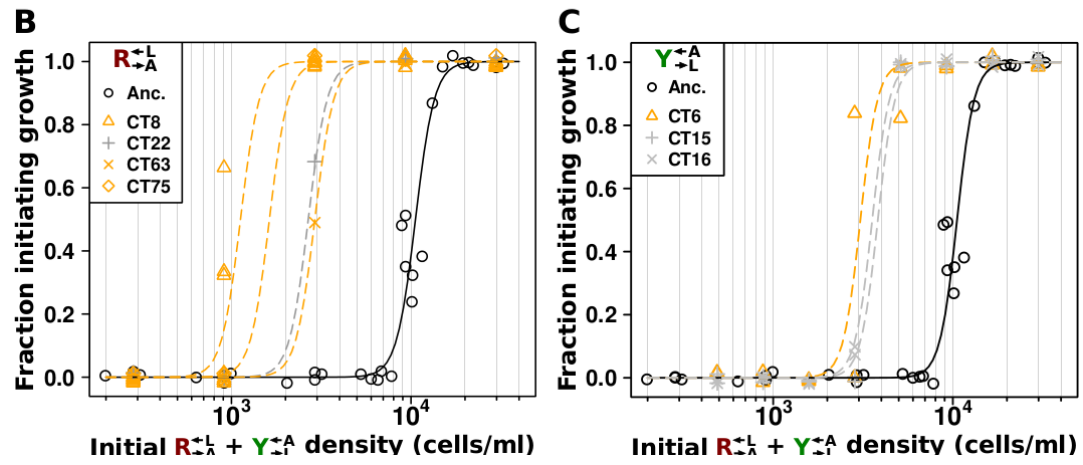 B
R ←L →A
Anc.
CT8
CT22
CT63
CT75
Fraction initiating growth
1.0
0.8
0.6
0.4
0.2
0.0
10³
10⁴
Initial R ←L →A + Y ←A →L density (cells/ml)
C
Y ←A →L
Anc.
CT6
CT15
CT16
Fraction initiating growth
1.0
0.8
0.6
0.4
0.2
0.0
10³
10⁴
Initial R ←L →A + Y ←A →L density (cells/ml)